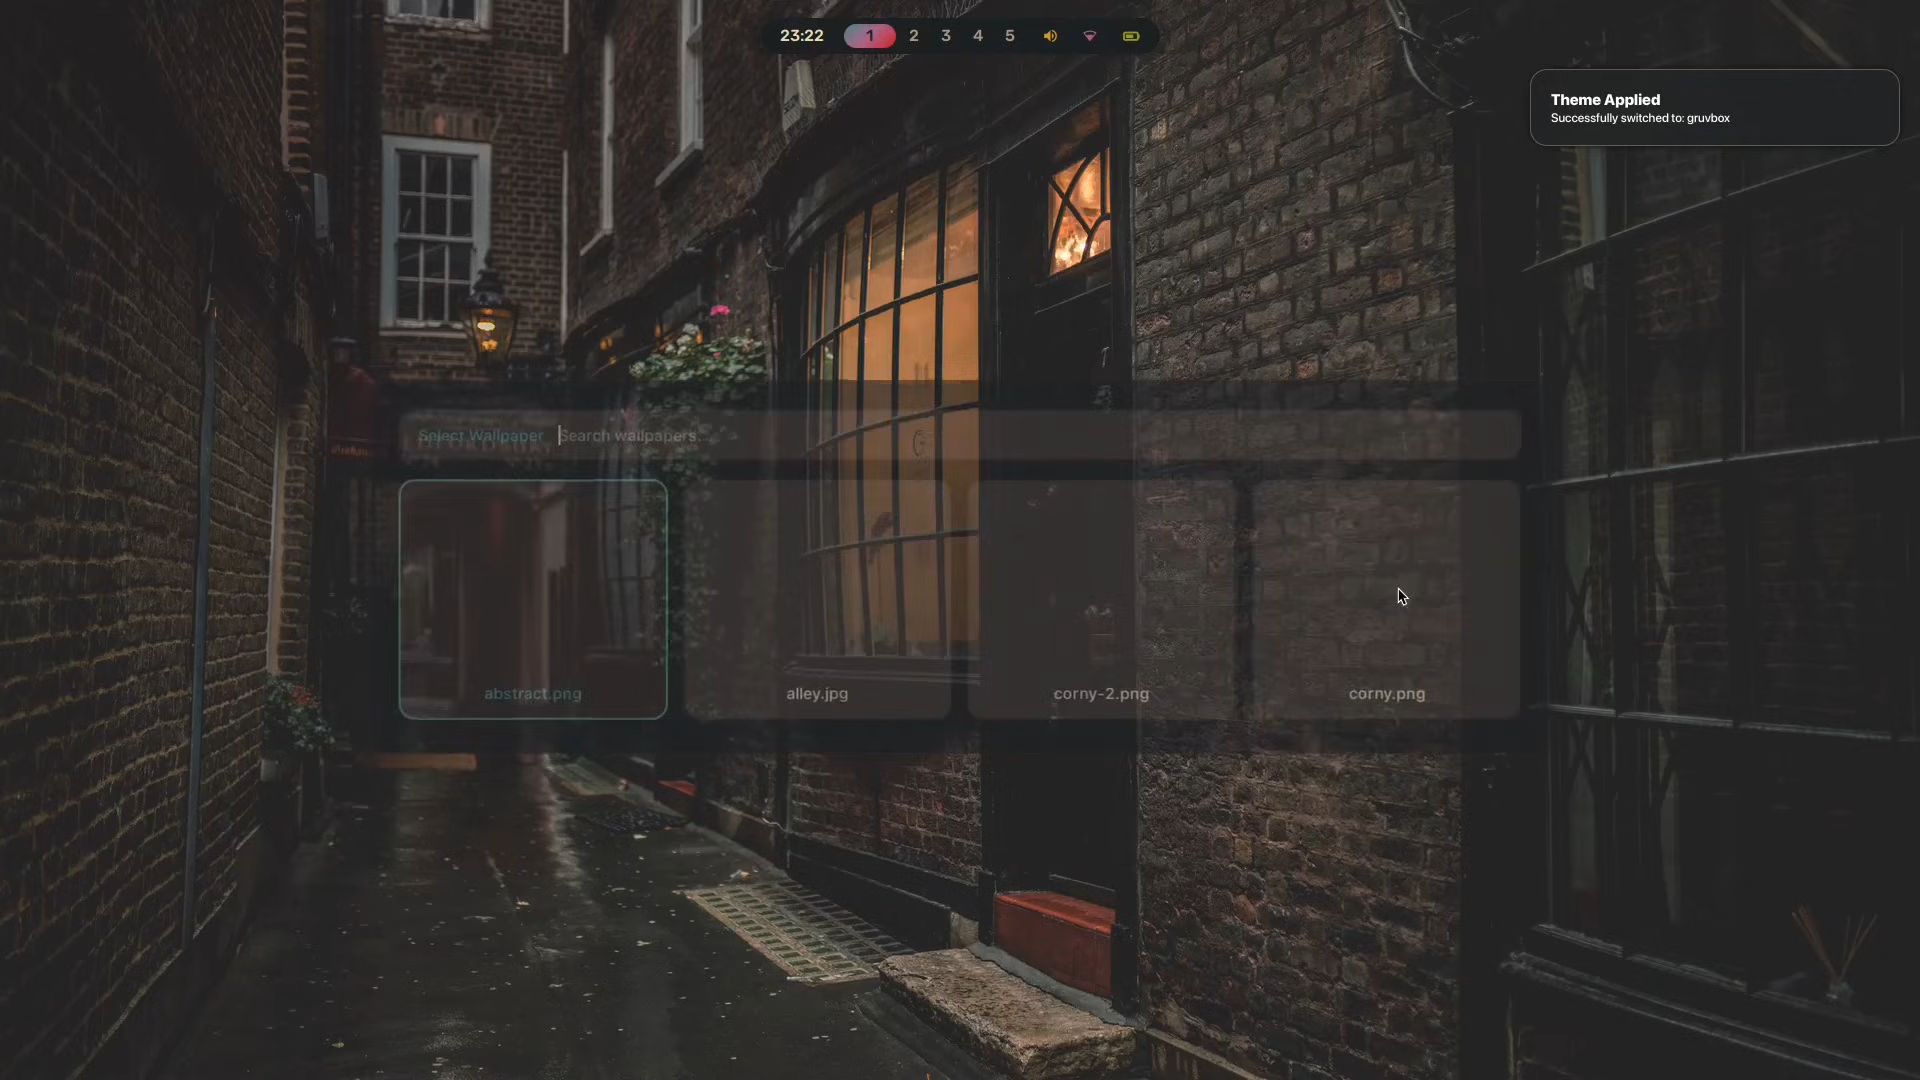 23:22 1 2 3 4 5
Theme Applied
Successfully switched to: gruvbox
Select Wallpaper Search wallpapers...
abstract.png alley.jpg corny-2.png corny.png